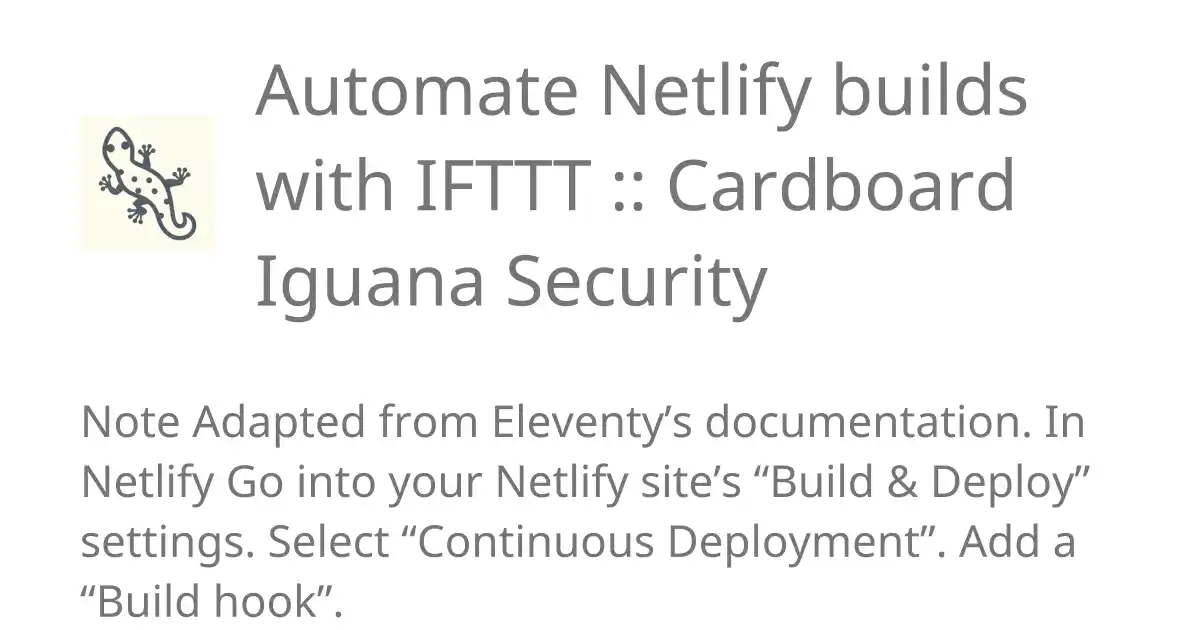 Automate Netlify builds
with IFTTT :: Cardboard
Iguana Security
Note Adapted from Eleventy’s documentation. In
Netlify Go into your Netlify site’s “Build & Deploy”
settings. Select “Continuous Deployment”. Add a
“Build hook”.